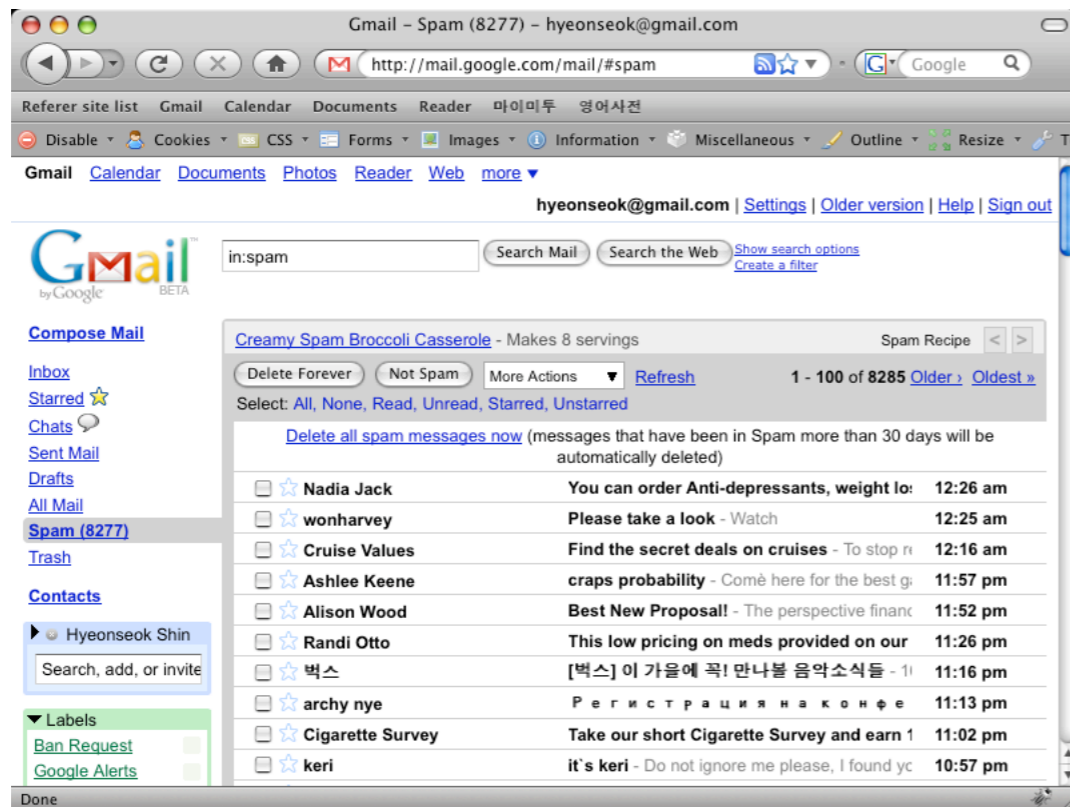 Gmail – Spam (8277) – hyeonseok@gmail.com
http://mail.google.com/mail/#spam Google
Referer site list Gmail Calendar Documents Reader 마이미투 영어사전
Disable Cookies CSS Forms Images Information Miscellaneous Outline Resize
Gmail Calendar Documents Photos Reader Web more ▼
hyeonseok@gmail.com | Settings | Older version | Help | Sign out
Gmail
by Google BETA
in:spam Search Mail Search the Web
Show search options
Create a filter
Compose Mail
Inbox
Starred
Chats
Sent Mail
Drafts
All Mail
Spam (8277)
Trash
Contacts
Hyeonseok Shin
Search, add, or invite
Labels
Ban Request
Google Alerts
Creamy Spam Broccoli Casserole - Makes 8 servings Spam Recipe < >
Delete Forever Not Spam More Actions Refresh 1 - 100 of 8285 Older › Oldest »
Select: All, None, Read, Unread, Starred, Unstarred
Delete all spam messages now (messages that have been in Spam more than 30 days will be
automatically deleted)
Nadia Jack You can order Anti-depressants, weight 12:26 am
wonharvey Please take a look - Watch 12:25 am
Cruise Values Find the secret deals on cruises - To stop 12:16 am
Ashlee Keene craps probability - Comè here for the best 11:57 pm
Alison Wood Best New Proposal! - The perspective financ 11:52 pm
Randi Otto This low pricing on meds provided on our 11:26 pm
벅스 [벅스] 이 가을에 꼭! 만나볼 음악소식들 - 11:16 pm
archy nye Р е г и с т р а ц и я н а к о н ф е 11:13 pm
Cigarette Survey Take our short Cigarette Survey and earn 11:02 pm
keri it`s keri - Do not ignore me please, I found 10:57 pm
Done